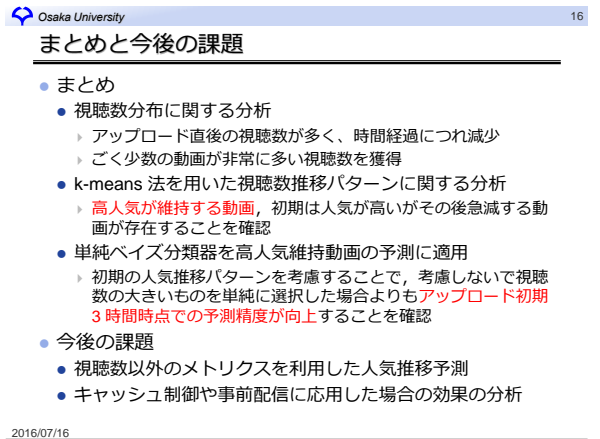 Osaka University
16
まとめと今後の課題
まとめ
視聴数分布に関する分析
アップロード直後の視聴数が多く、時間経過につれ減少
ごく少数の動画が非常に多い視聴数を獲得
k-means 法を用いた視聴数推移パターンに関する分析
高人気が維持する動画，初期は人気が高いがその後急減する動
画が存在することを確認
単純ベイズ分類器を高人気維持動画の予測に適用
初期の人気推移パターンを考慮することで，考慮しないで視聴
数の大きいものを単純に選択した場合よりもアップロード初期
3 時間時点での予測精度が向上することを確認
今後の課題
視聴数以外のメトリクスを利用した人気推移予測
キャッシュ制御や事前配信に応用した場合の効果の分析
2016/07/16